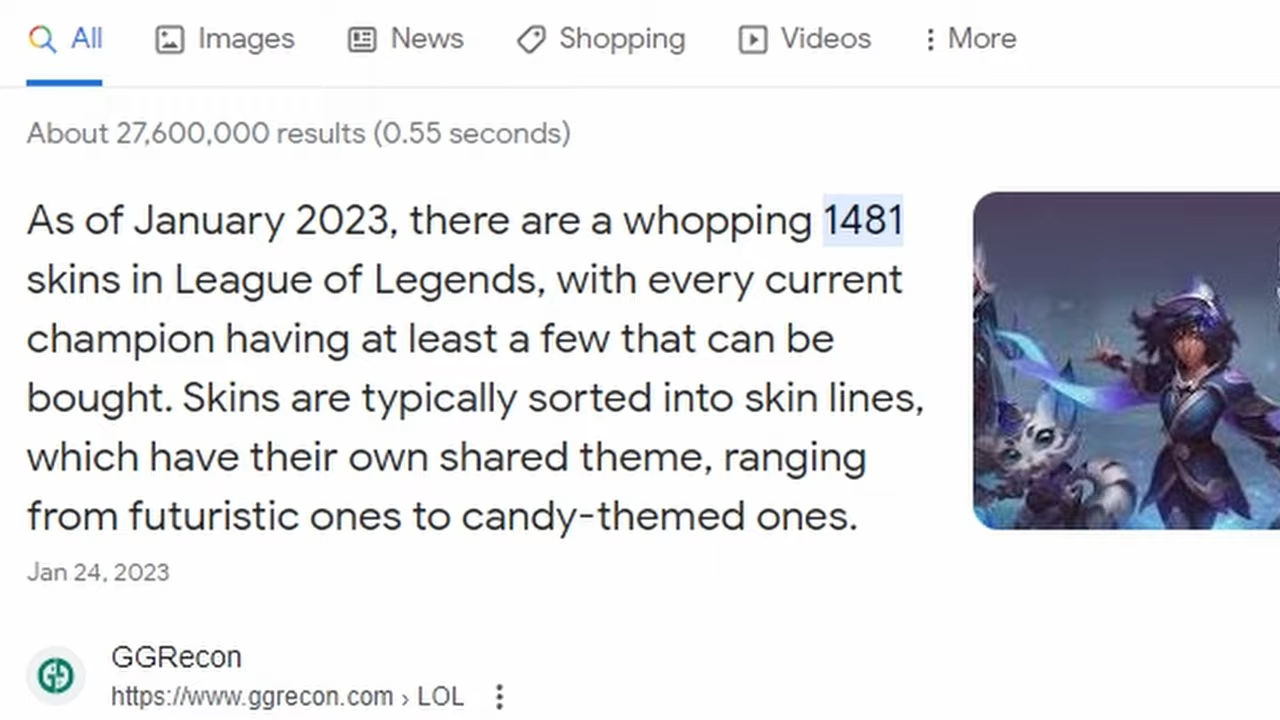 All Images News Shopping Videos More
About 27,600,000 results (0.55 seconds)
As of January 2023, there are a whopping 1481
skins in League of Legends, with every current
champion having at least a few that can be
bought. Skins are typically sorted into skin lines,
which have their own shared theme, ranging
from futuristic ones to candy-themed ones.
Jan 24, 2023
GGRecon
https://www.ggrecon.com › LOL